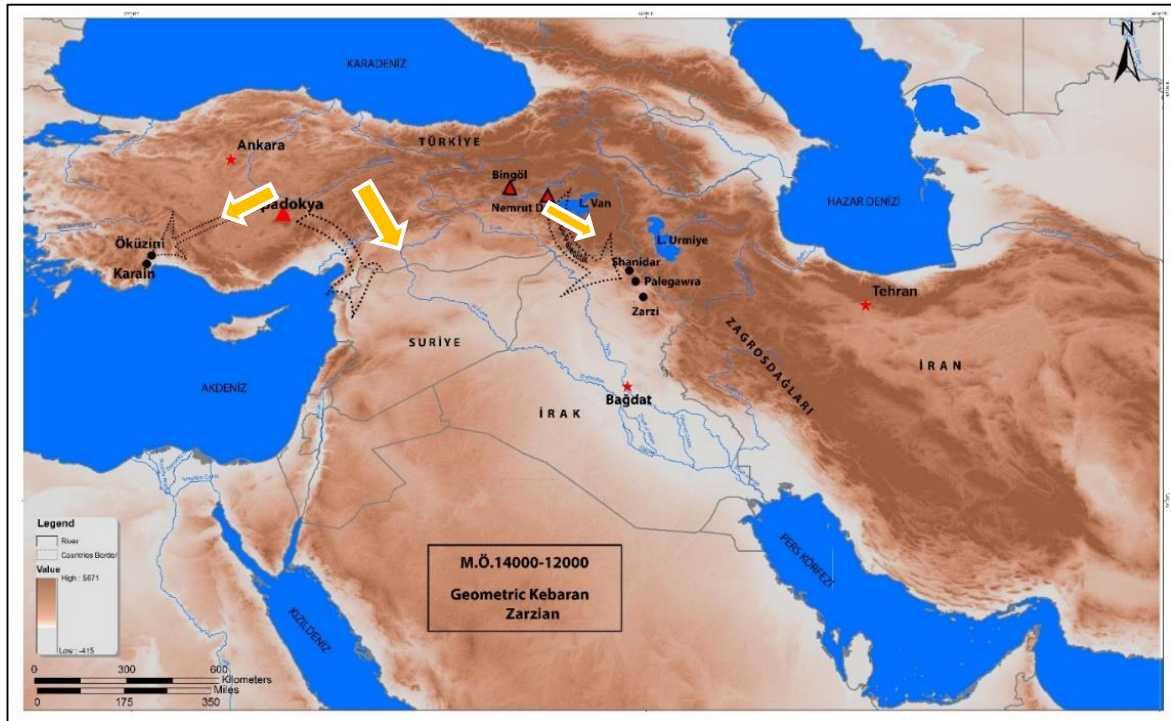 N
KARADENİZ
TÜRKİYE
Ankara
Bingöl
Nemrut D
L. Van
HAZAR DENİZİ
padokya
L. Urmiye
Öküzini
Karain
Shanidar
Palegawra
Zarzi
Tehran
SURİYE
ZAGROSDAĞLARI
İRAN
AKDENİZ
Bağdat
İRAK
Legend
River
Countries Border
Value
High : 5671
Low : -415
M.Ö.14000-12000
Geometric Kebaran
Zarzian
PERS KÖRFEZİ
KIZILDENİZ
0 300 600
Kilometers
Miles
0 175 350